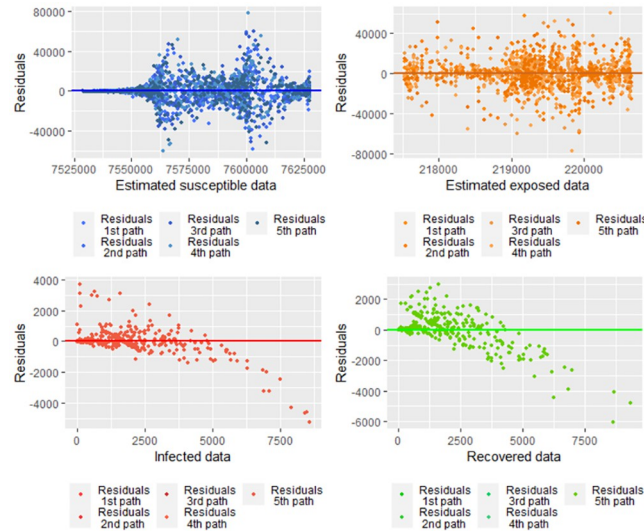 80000
40000
0
-40000
Residuals
75250000 75500000 75750000 7600000 7625000
Estimated susceptible data
Residuals 1st path
Residuals 3rd path
Residuals 5th path
Residuals 2nd path
Residuals 4th path
40000
0
-40000
-80000
Residuals
218000 219000 220000
Estimated exposed data
Residuals 1st path
Residuals 3rd path
Residuals 5th path
Residuals 2nd path
Residuals 4th path
4000
2000
0
-2000
-4000
Residuals
0 2500 5000 7500
Infected data
Residuals 1st path
Residuals 3rd path
Residuals 5th path
Residuals 2nd path
Residuals 4th path
2000
0
-2000
-4000
-6000
Residuals
0 2500 5000 7500
Recovered data
Residuals 1st path
Residuals 3rd path
Residuals 5th path
Residuals 2nd path
Residuals 4th path